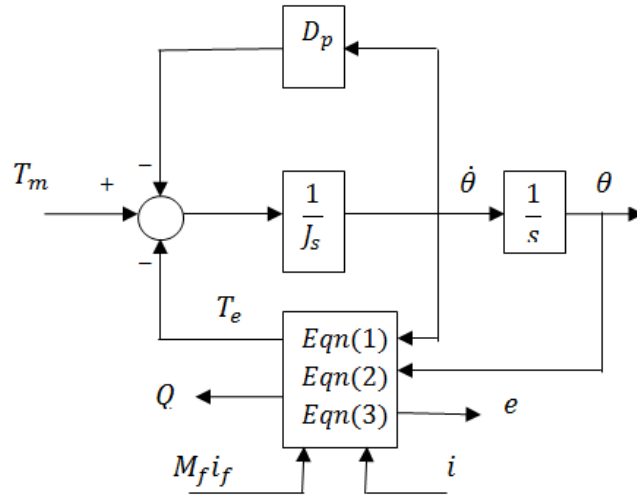 D_p
−
T_m
+
1
J_s
θ̇
1
s
θ
−
T_e
Eqn(1)
Eqn(2)
Eqn(3)
Q
e
M_f i_f
i